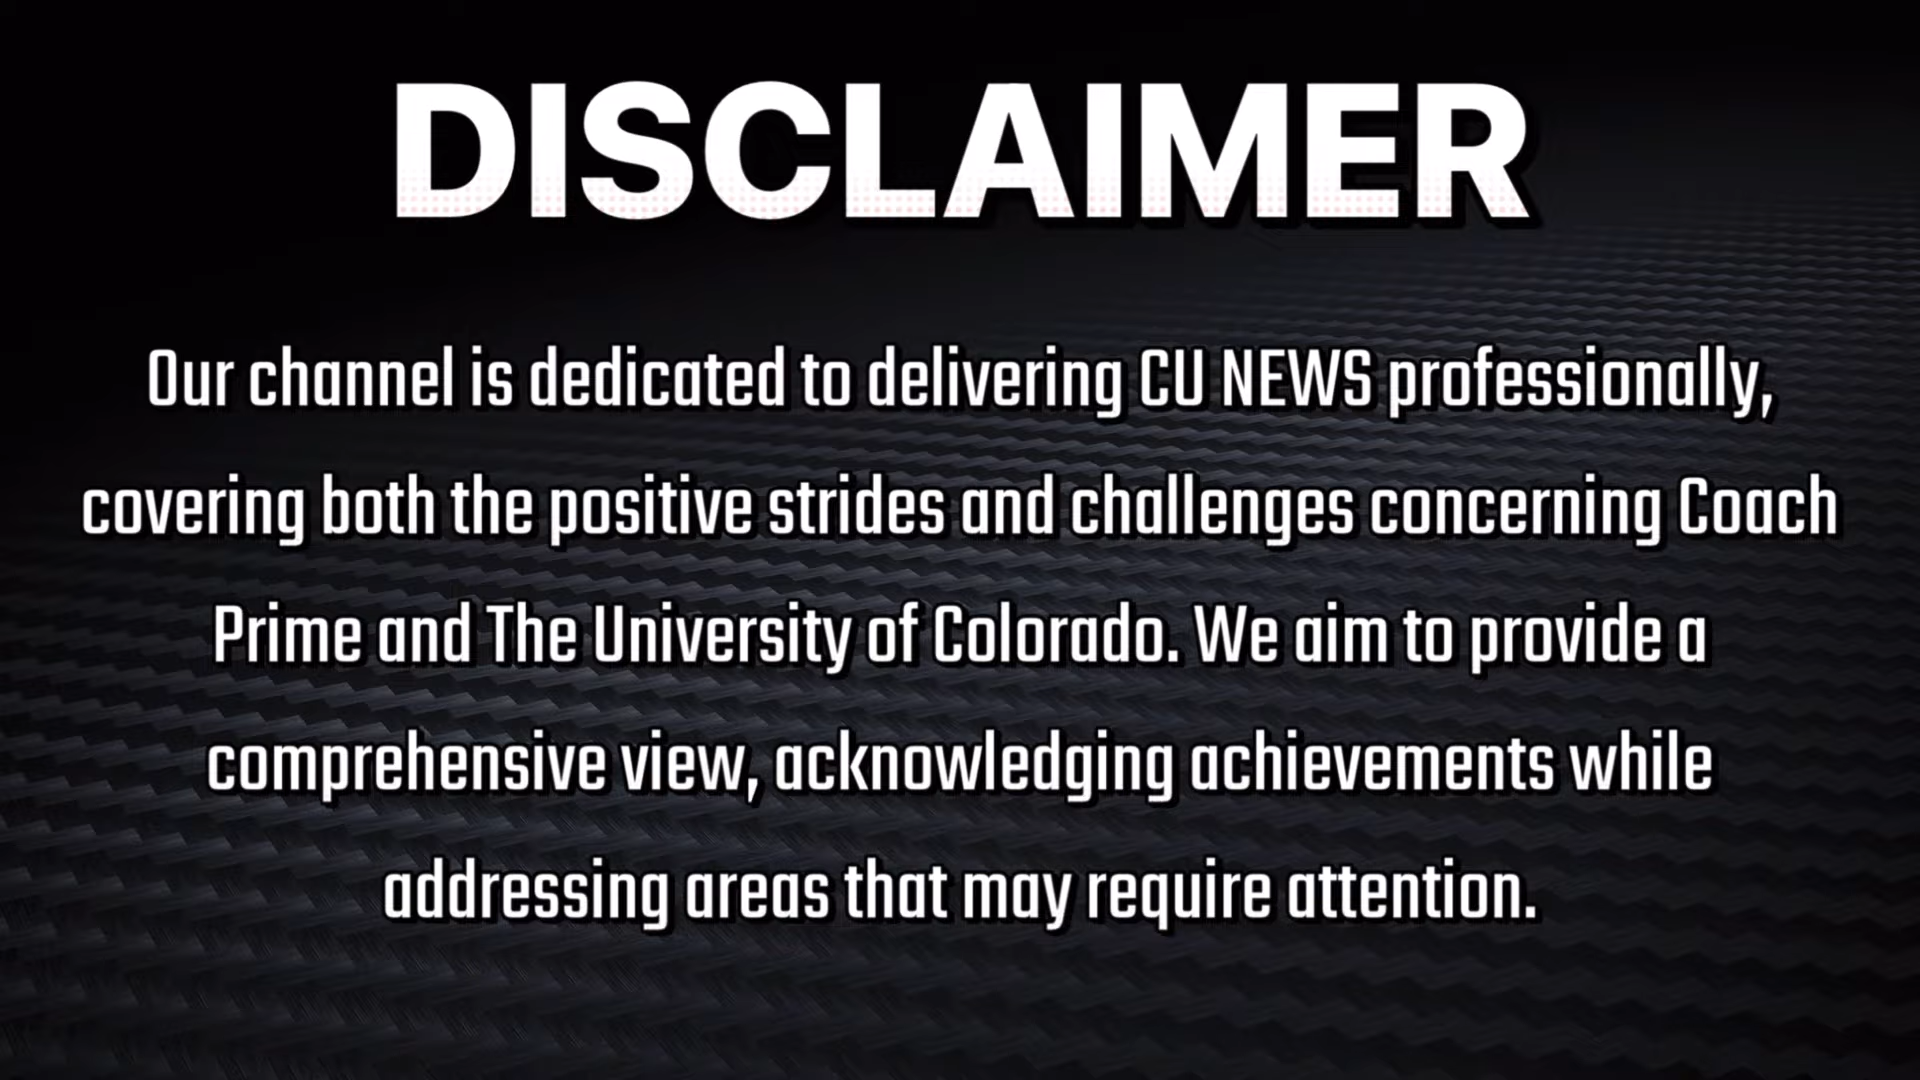 DISCLAIMER
Our channel is dedicated to delivering CU NEWS professionally,
covering both the positive strides and challenges concerning Coach
Prime and The University of Colorado. We aim to provide a
comprehensive view, acknowledging achievements while
addressing areas that may require attention.